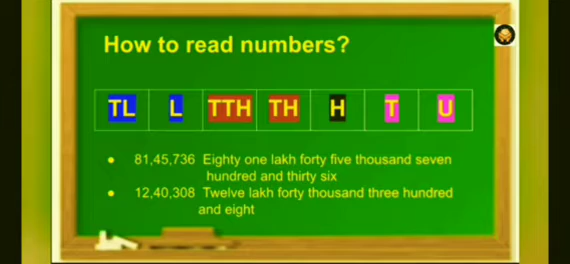 How to read numbers?
TL L TTH TH H T U
• 81,45,736 Eighty one lakh forty five thousand seven
hundred and thirty six
• 12,40,308 Twelve lakh forty thousand three hundred
and eight